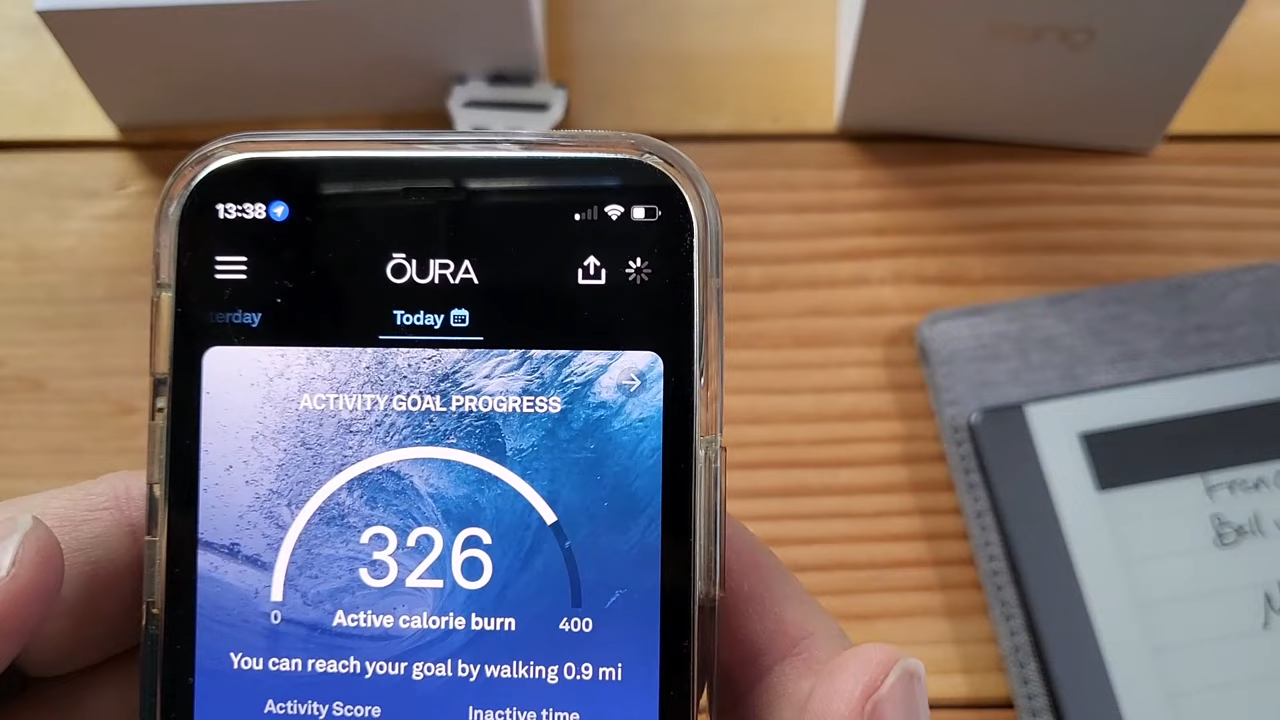 13:38
ŌURA
terday
Today
ACTIVITY GOAL PROGRESS
326
Active calorie burn
0
400
You can reach your goal by walking 0.9 mi
Activity Score
Inactive time